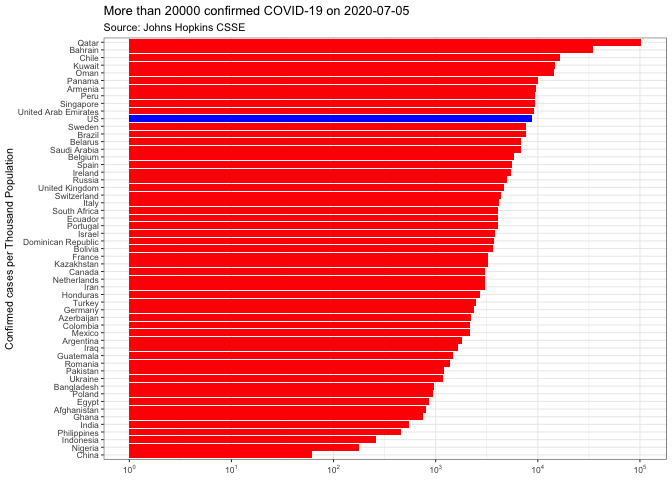 More than 20000 confirmed COVID-19 on 2020-07-05
Source: Johns Hopkins CSSE
Confirmed cases per Thousand Population
Qatar
Bahrain
Chile
Kuwait
Oman
Panama
Armenia
Peru
Singapore
United Arab Emirates
US
Sweden
Brazil
Belarus
Saudi Arabia
Belgium
Spain
Ireland
Russia
United Kingdom
Switzerland
Italy
South Africa
Ecuador
Portugal
Israel
Dominican Republic
Bolivia
France
Kazakhstan
Canada
Netherlands
Iran
Honduras
Turkey
Germany
Azerbaijan
Colombia
Mexico
Argentina
Iraq
Guatemala
Romania
Pakistan
Ukraine
Bangladesh
Poland
Egypt
Afghanistan
Ghana
India
Philippines
Indonesia
Nigeria
China
10⁰ 10¹ 10² 10³ 10⁴ 10⁵